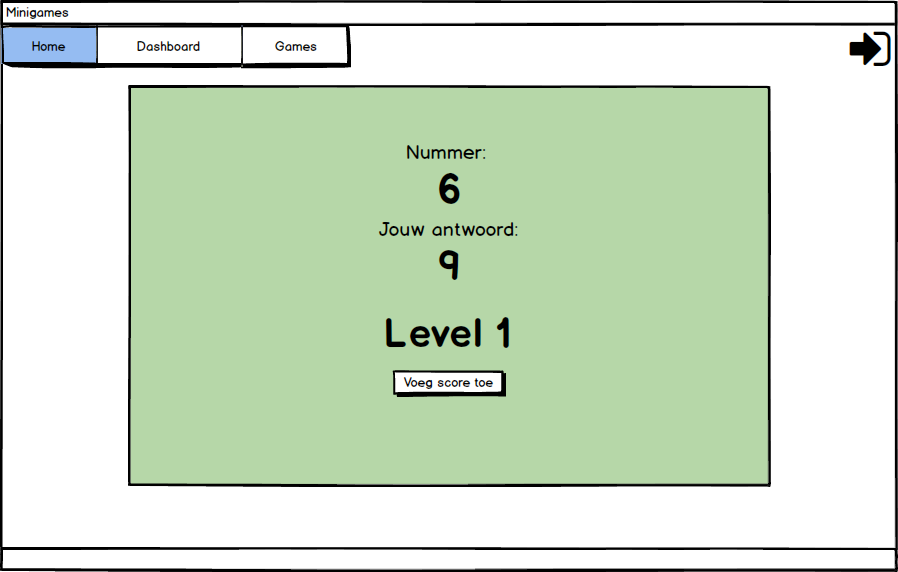 Minigames
Home Dashboard Games
Nummer:
6
Jouw antwoord:
9
Level 1
Voeg score toe